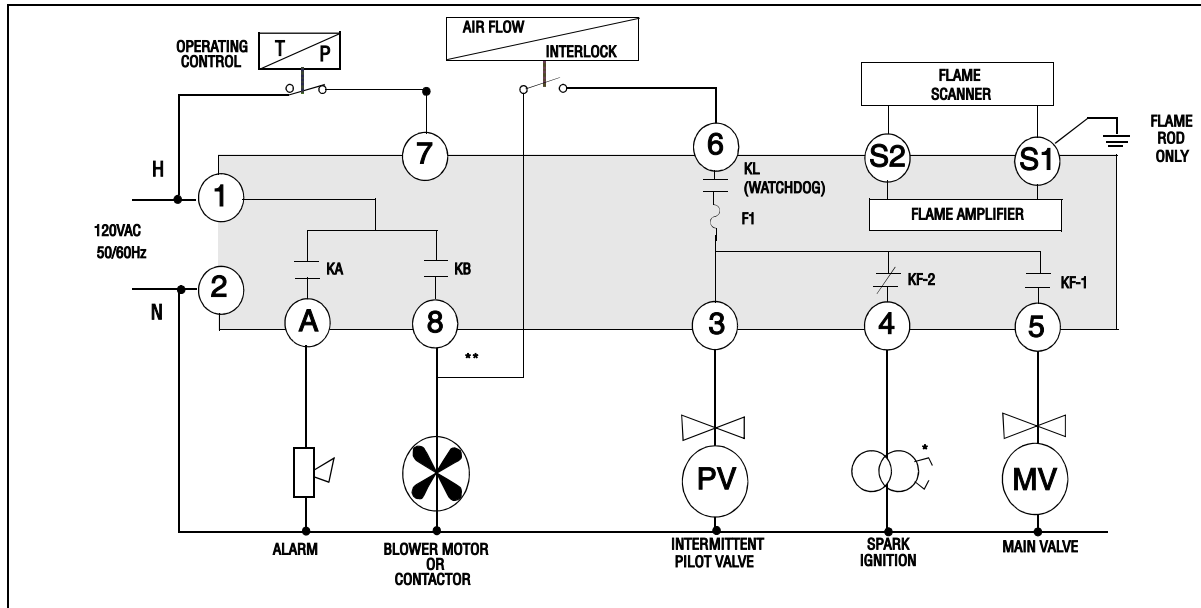 OPERATING
CONTROL
T
P
AIR FLOW
INTERLOCK
FLAME
SCANNER
FLAME
ROD
ONLY
7
6
S2
S1
H
1
KL
(WATCHDOG)
F1
FLAME AMPLIFIER
120VAC
50/60Hz
2
N
KA
KB
KF-2
KF-1
A
8
3
4
5
**
*
PV
MV
ALARM
BLOWER MOTOR
OR
CONTACTOR
INTERMITTENT
PILOT VALVE
SPARK
IGNITION
MAIN VALVE